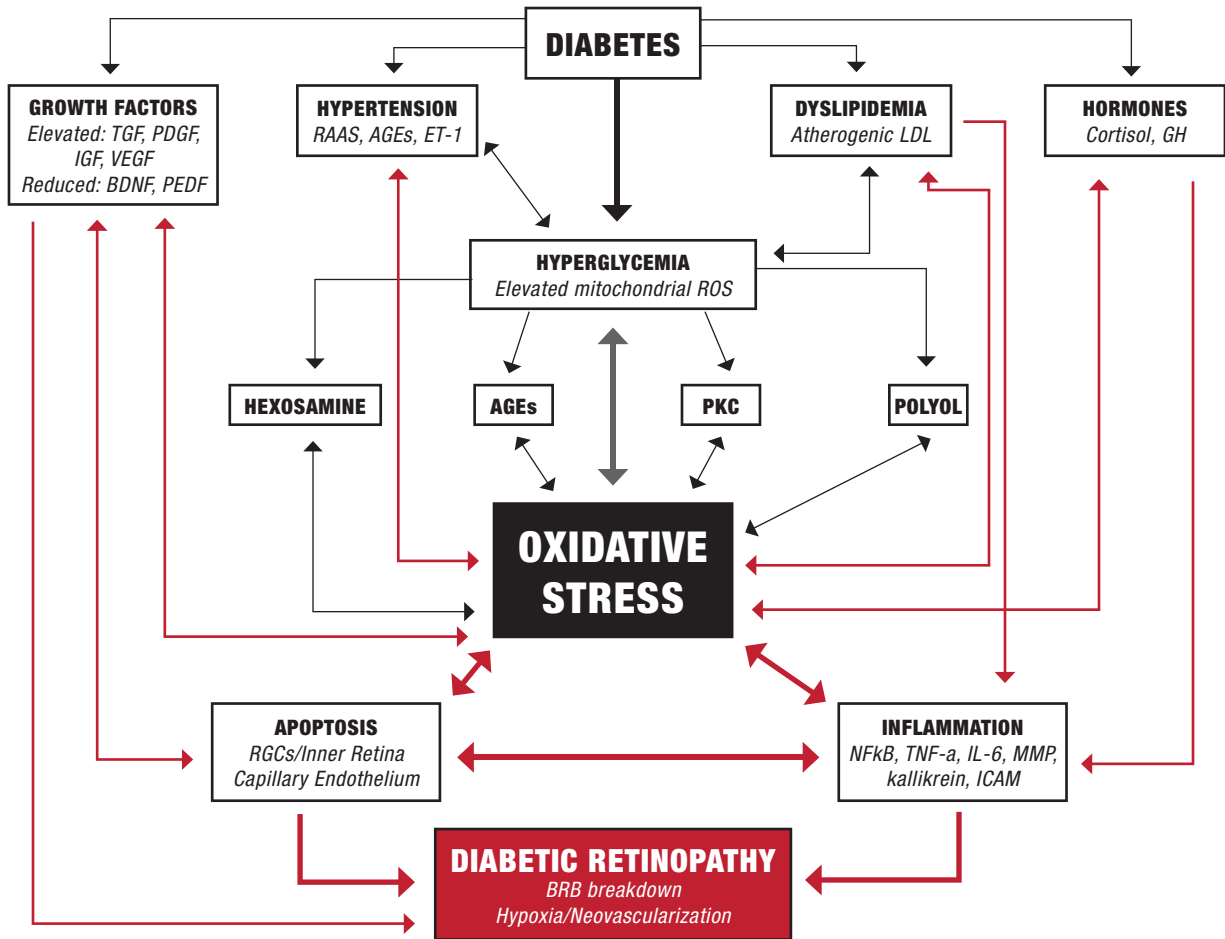 DIABETES
GROWTH FACTORS
Elevated: TGF, PDGF,
IGF, VEGF
Reduced: BDNF, PEDF
HYPERTENSION
RAAS, AGEs, ET-1
DYSLIPIDEMIA
Atherogenic LDL
HORMONES
Cortisol, GH
HYPERGLYCEMIA
Elevated mitochondrial ROS
HEXOSAMINE
AGEs
PKC
POLYOL
OXIDATIVE
STRESS
APOPTOSIS
RGCs/Inner Retina
Capillary Endothelium
INFLAMMATION
NFkB, TNF-a, IL-6, MMP,
kallikrein, ICAM
DIABETIC RETINOPATHY
BRB breakdown
Hypoxia/Neovascularization